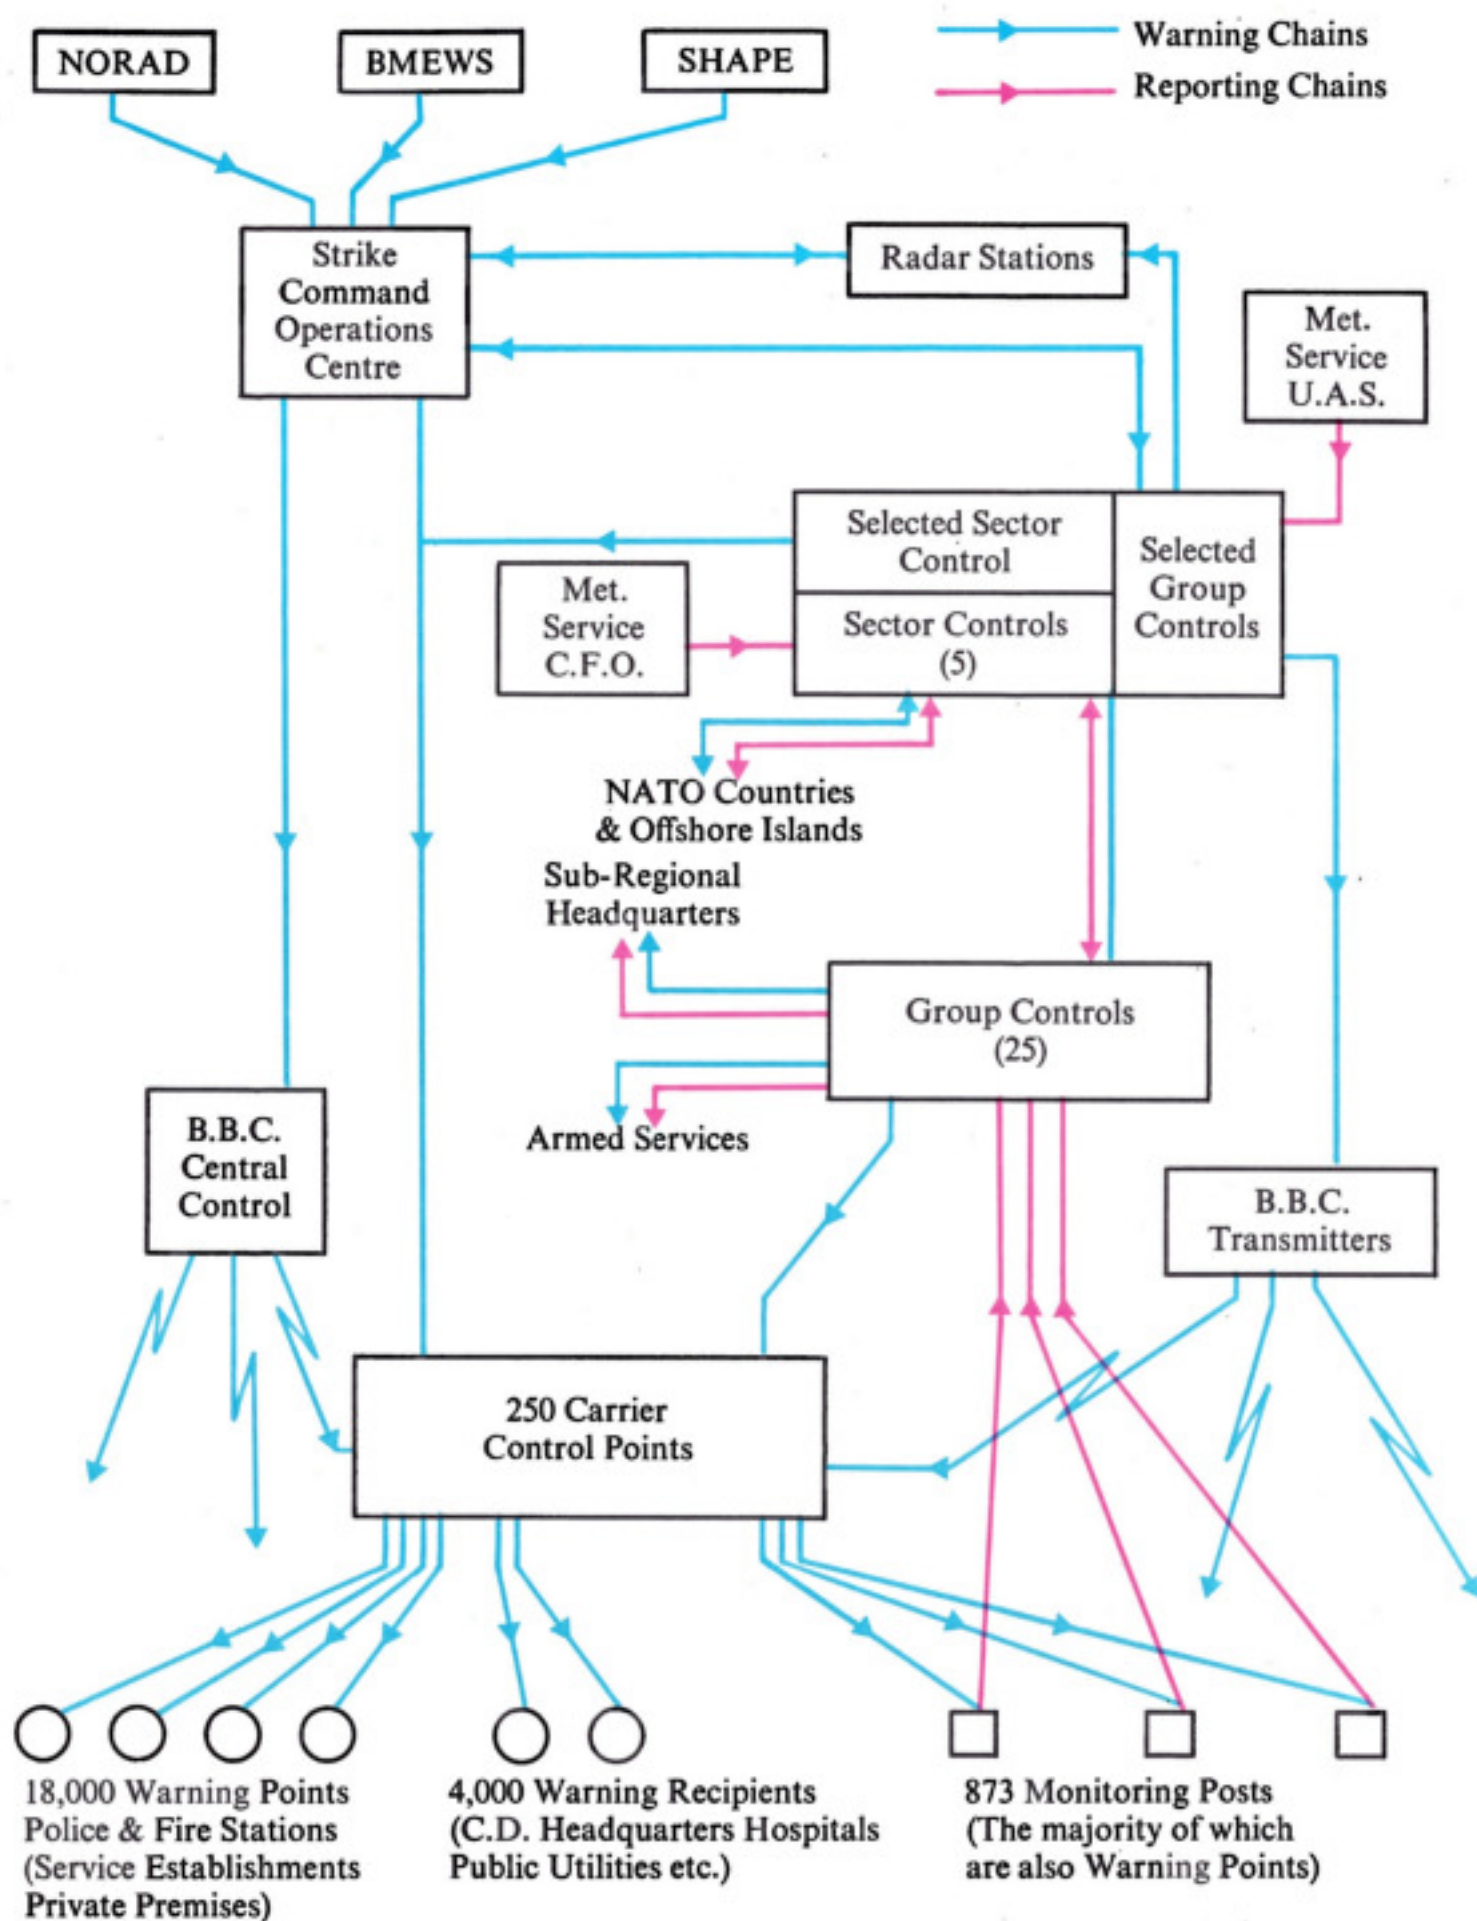 NORAD
BMEWS
SHAPE
Warning Chains
Reporting Chains
Strike
Command
Operations
Centre
Radar Stations
Met.
Service
U.A.S.
Selected Sector
Control
Selected
Group
Controls
Met.
Service
C.F.O.
Sector Controls
(5)
NATO Countries
& Offshore Islands
Sub-Regional
Headquarters
Group Controls
(25)
Armed Services
B.B.C.
Central
Control
B.B.C.
Transmitters
250 Carrier
Control Points
18,000 Warning Points
Police & Fire Stations
(Service Establishments
Private Premises)
4,000 Warning Recipients
(C.D. Headquarters Hospitals
Public Utilities etc.)
873 Monitoring Posts
(The majority of which
are also Warning Points)